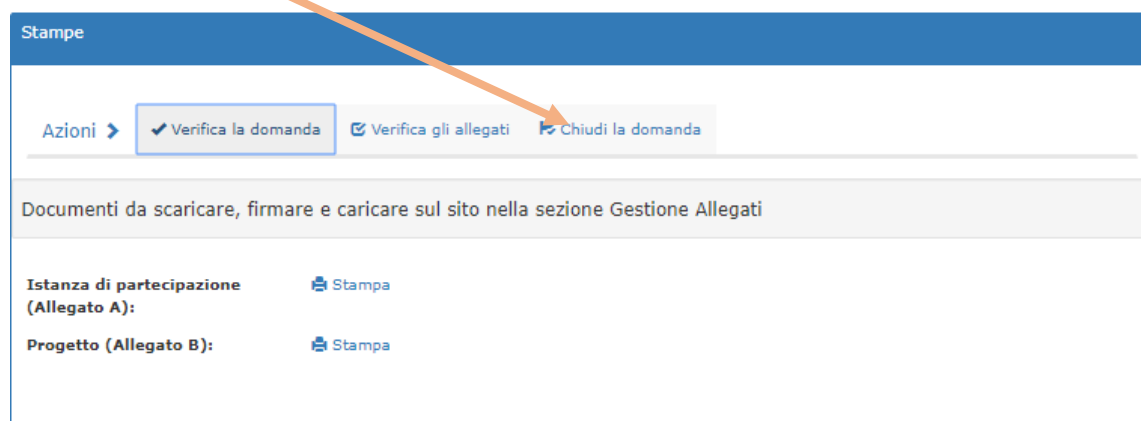 Stampe
Azioni Verifica la domanda Verifica gli allegati Chiudi la domanda
Documenti da scaricare, firmare e caricare sul sito nella sezione Gestione Allegati
Istanza di partecipazione Stampa
(Allegato A):
Progetto (Allegato B): Stampa